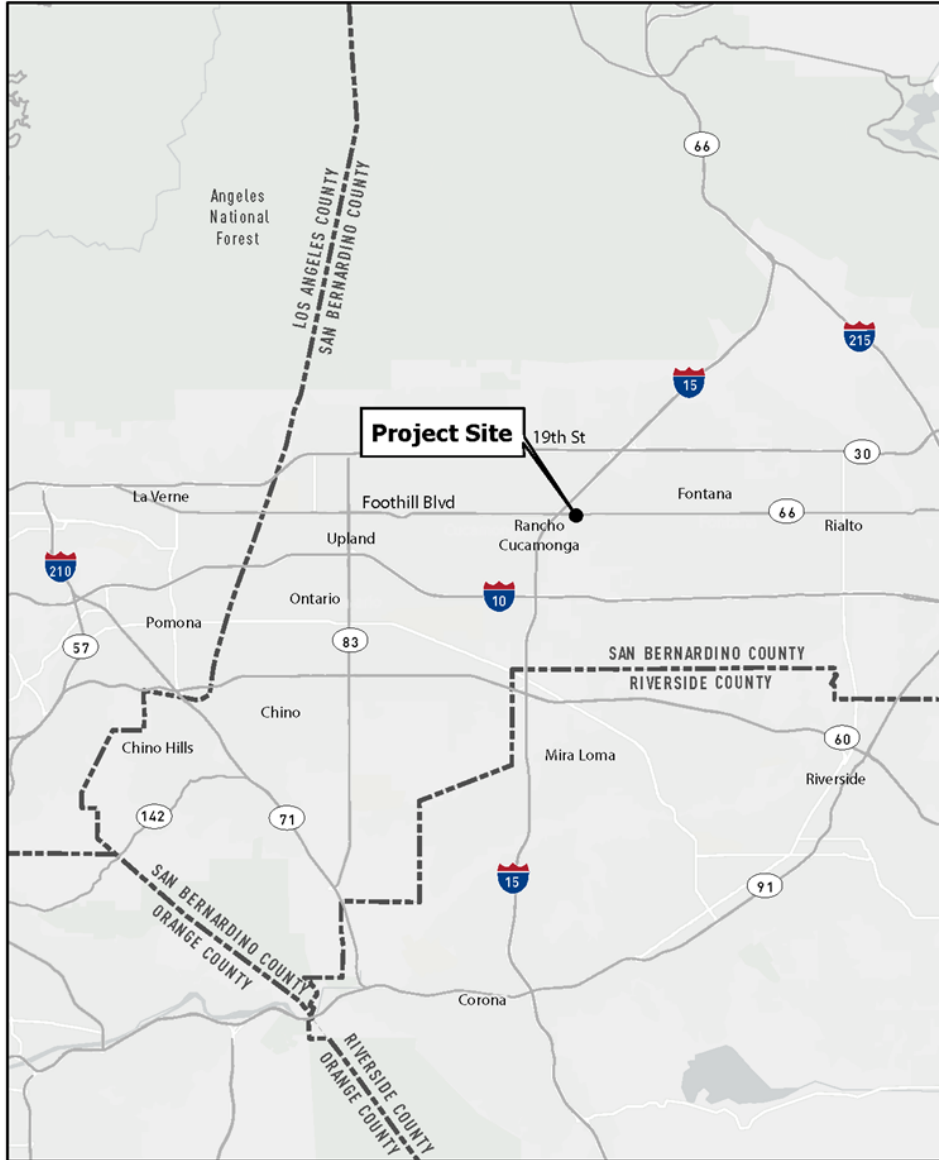 66
Angeles
National
Forest
LOS ANGELES COUNTY
SAN BERNARDINO COUNTY
215
15
Project Site
19th St
30
La Verne
Foothill Blvd
Fontana
66
Rancho
Cucamonga
Rialto
Upland
210
10
Ontario
Pomona
83
57
SAN BERNARDINO COUNTY
RIVERSIDE COUNTY
Chino
Chino Hills
60
Mira Loma
Riverside
142
71
15
91
SAN BERNARDINO COUNTY
ORANGE COUNTY
Corona
RIVERSIDE COUNTY
ORANGE COUNTY